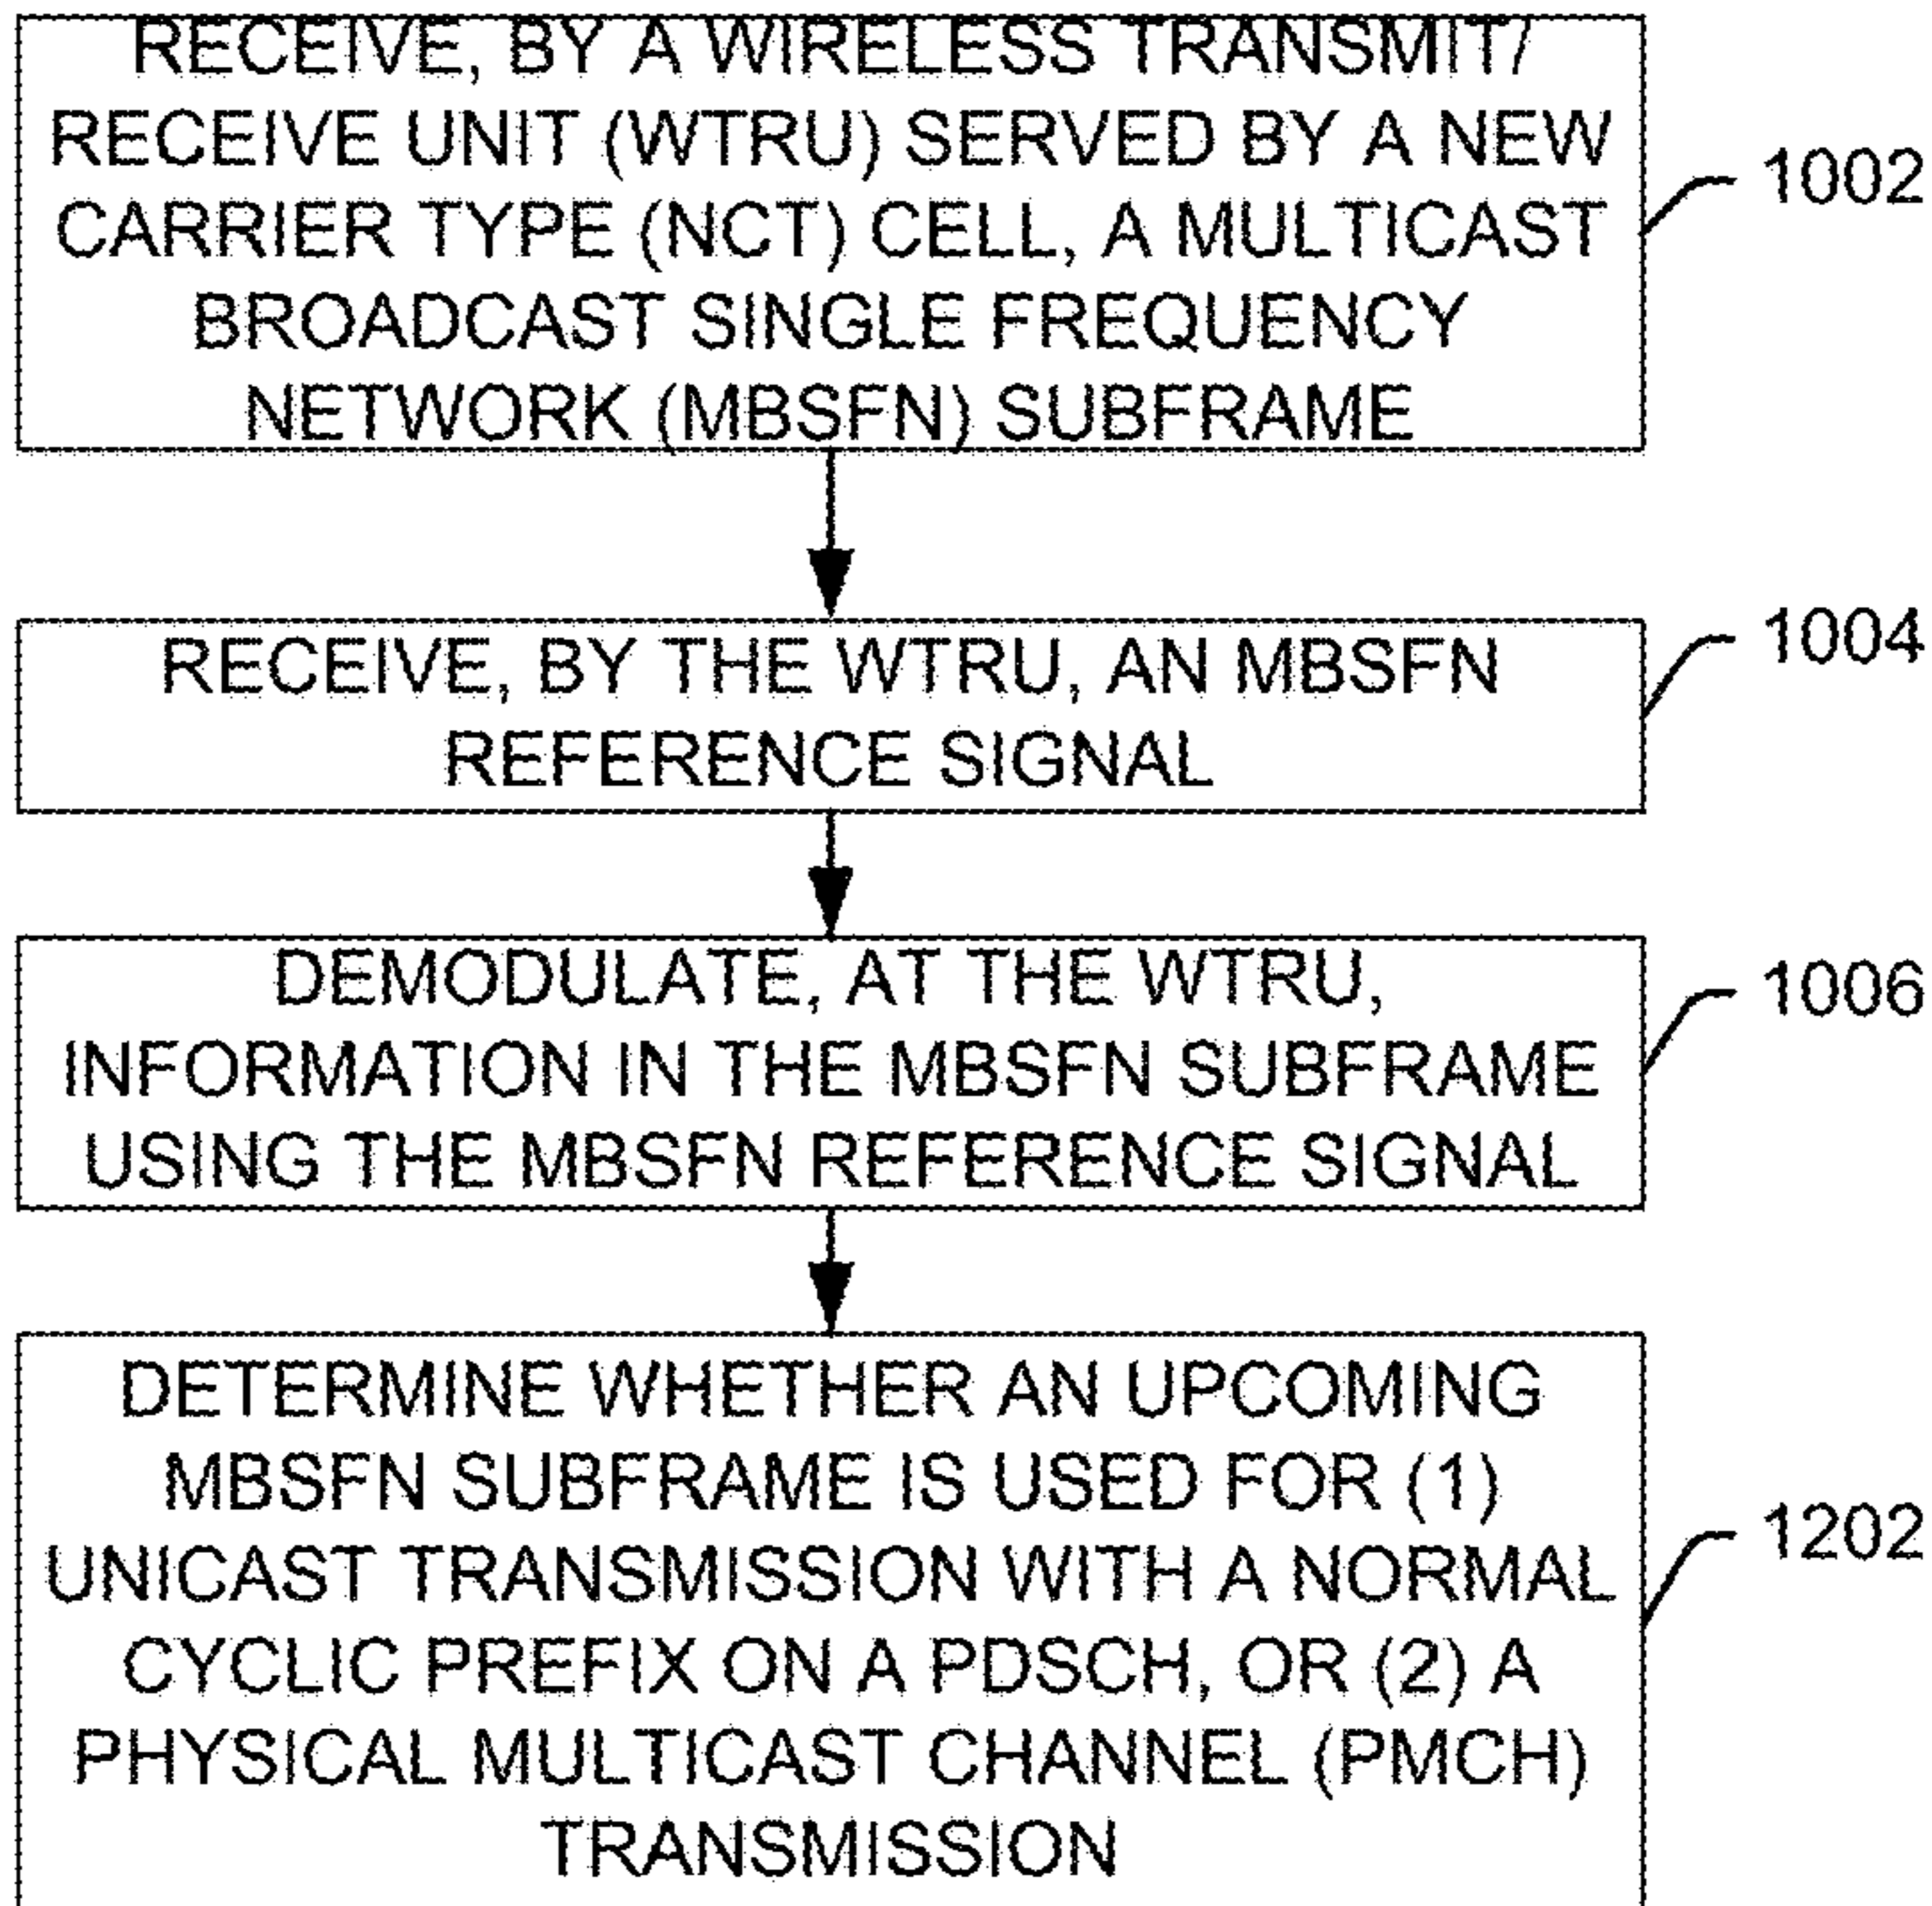 RECEIVE, BY A WIRELESS TRANSMIT/
RECEIVE UNIT (WTRU) SERVED BY A NEW
CARRIER TYPE (NCT) CELL, A MULTICAST
BROADCAST SINGLE FREQUENCY
NETWORK (MBSFN) SUBFRAME
1002
RECEIVE, BY THE WTRU, AN MBSFN
REFERENCE SIGNAL
1004
DEMODULATE, AT THE WTRU,
INFORMATION IN THE MBSFN SUBFRAME
USING THE MBSFN REFERENCE SIGNAL
1006
DETERMINE WHETHER AN UPCOMING
MBSFN SUBFRAME IS USED FOR (1)
UNICAST TRANSMISSION WITH A NORMAL
CYCLIC PREFIX ON A PDSCH, OR (2) A
PHYSICAL MULTICAST CHANNEL (PMCH)
TRANSMISSION
1202